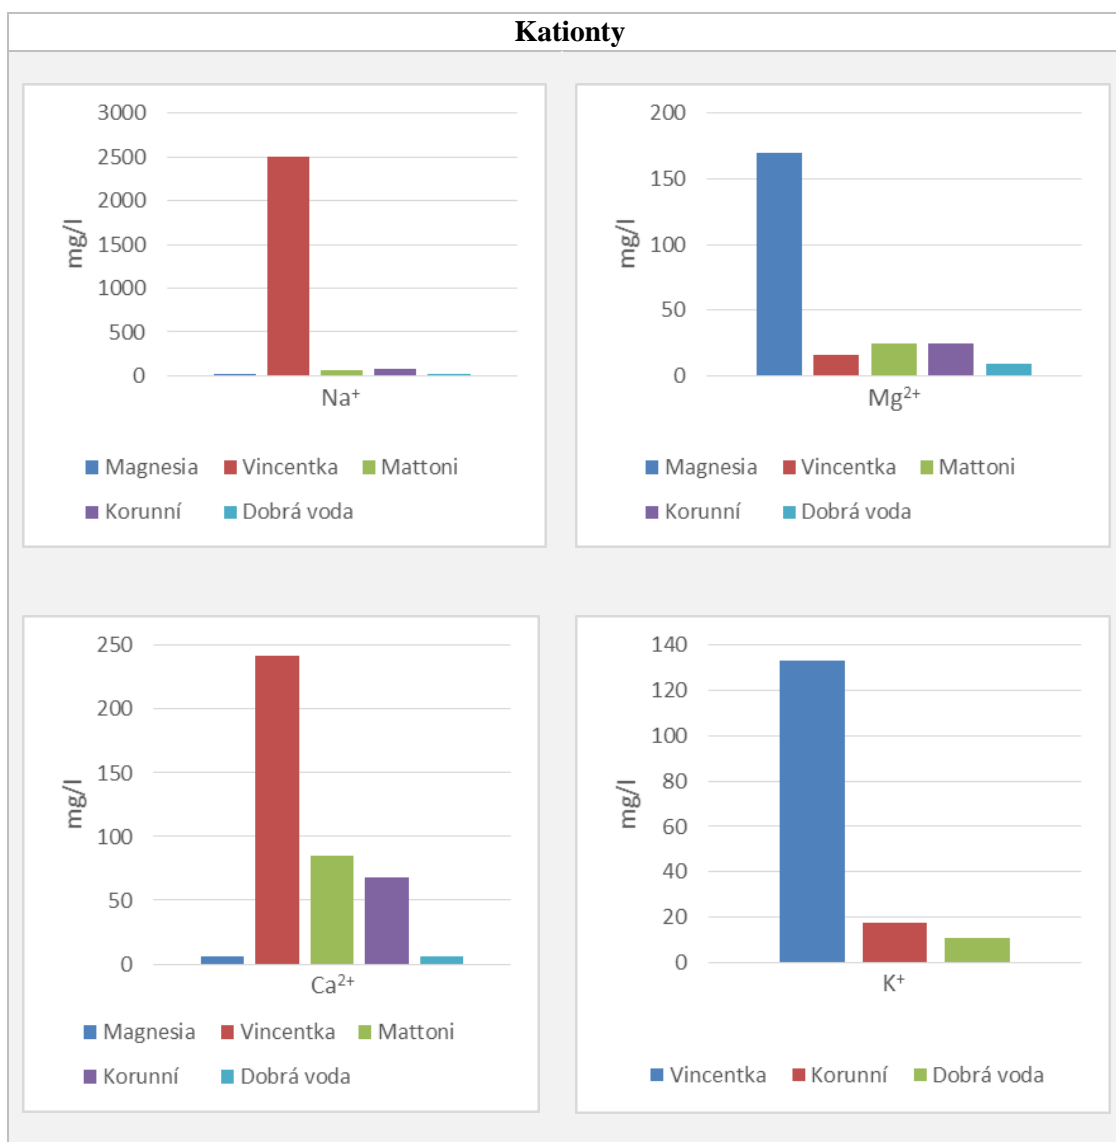 Kationty
3000
2500
2000
1500
1000
500
0
mg/l
Na⁺
Magnesia Vincentka Mattoni
Korunní Dobrá voda
200
150
100
50
0
mg/l
Mg²⁺
Magnesia Vincentka Mattoni
Korunní Dobrá voda
250
200
150
100
50
0
mg/l
Ca²⁺
Magnesia Vincentka Mattoni
Korunní Dobrá voda
140
120
100
80
60
40
20
0
mg/l
K⁺
Vincentka Korunní Dobrá voda